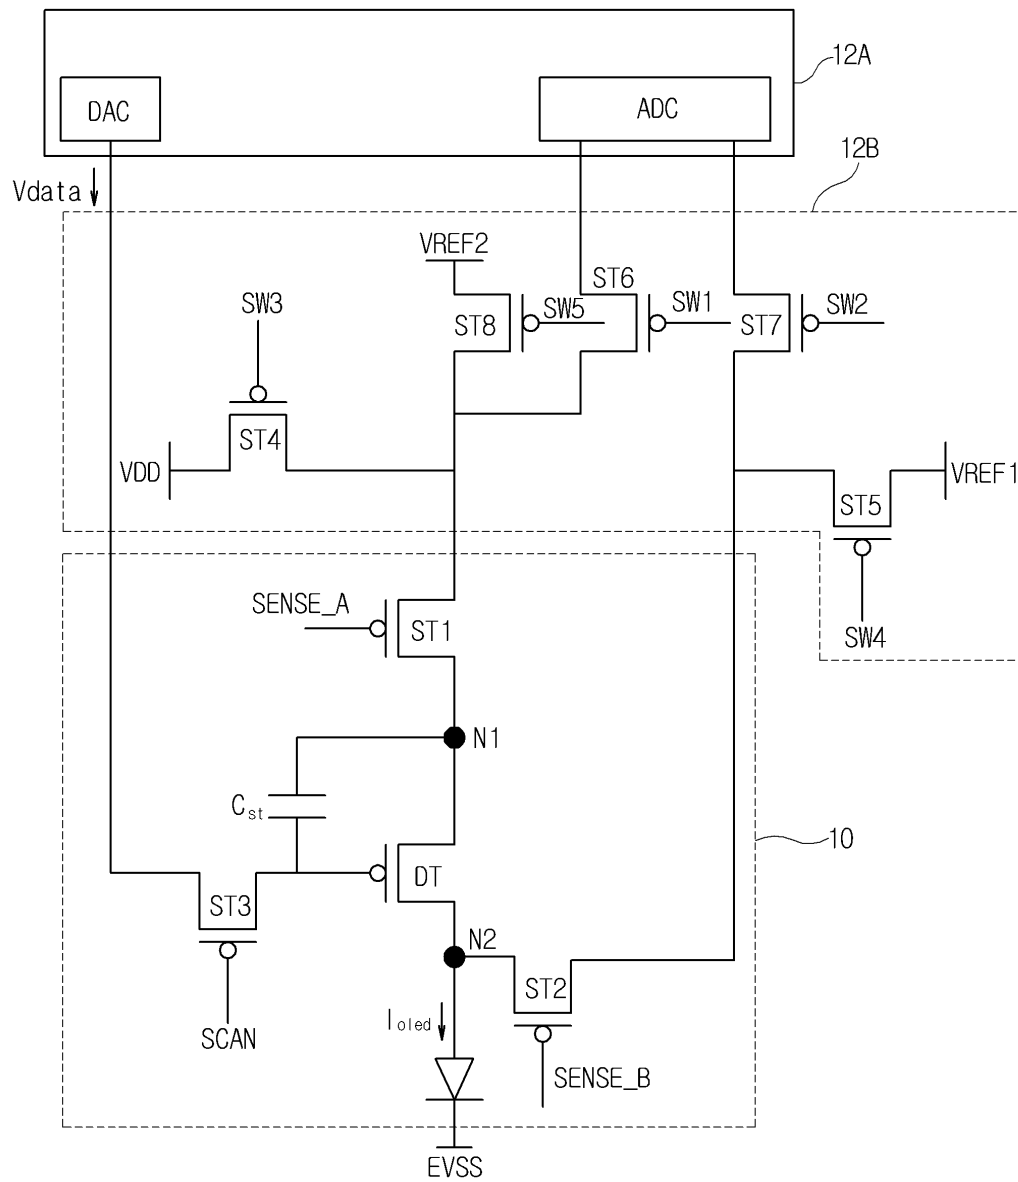 12A
DAC
ADC
12B
Vdata
VREF2
ST6
SW3
SW5
SW1
SW2
ST8
ST7
ST4
VDD
VREF1
ST5
SENSE_A
ST1
SW4
N1
Cst
10
DT
ST3
N2
ST2
Ioled
SCAN
SENSE_B
EVSS